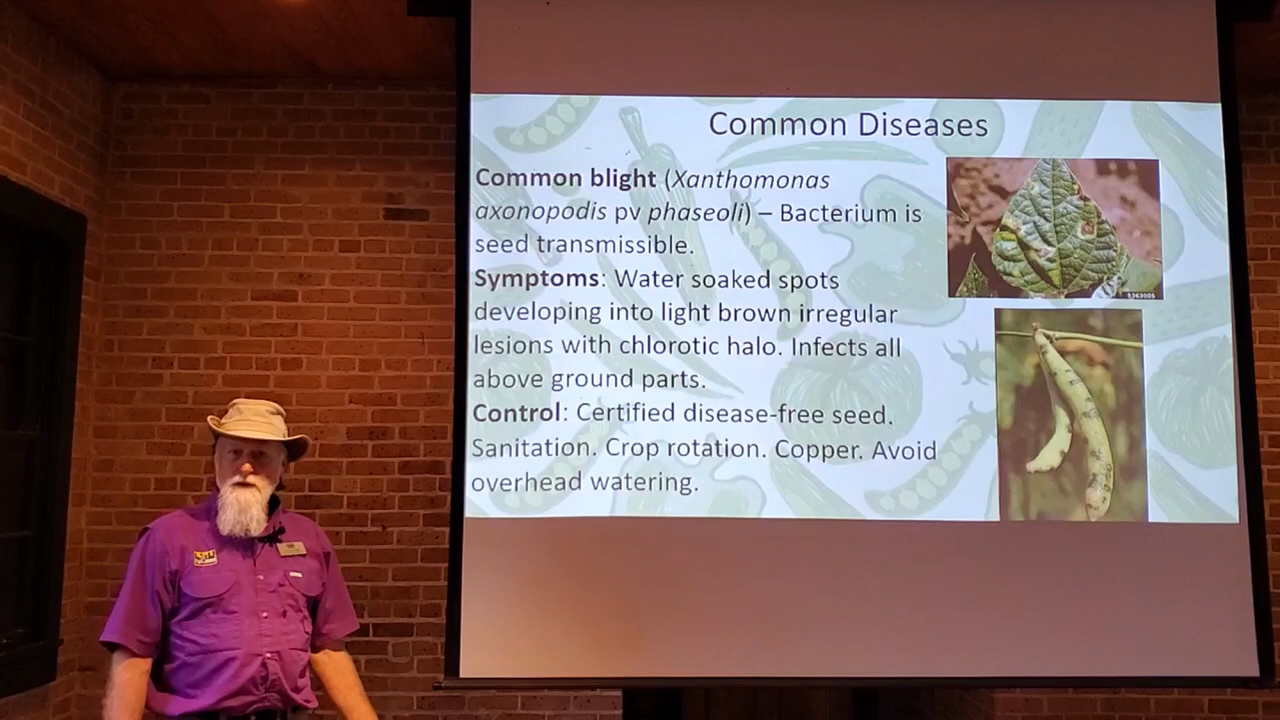 Common Diseases
Common blight (Xanthomonas
axonopodis pv phaseoli) – Bacterium is
seed transmissible.
Symptoms: Water soaked spots
developing into light brown irregular
lesions with chlorotic halo. Infects all
above ground parts.
Control: Certified disease-free seed.
Sanitation. Crop rotation. Copper. Avoid
overhead watering.
5363005